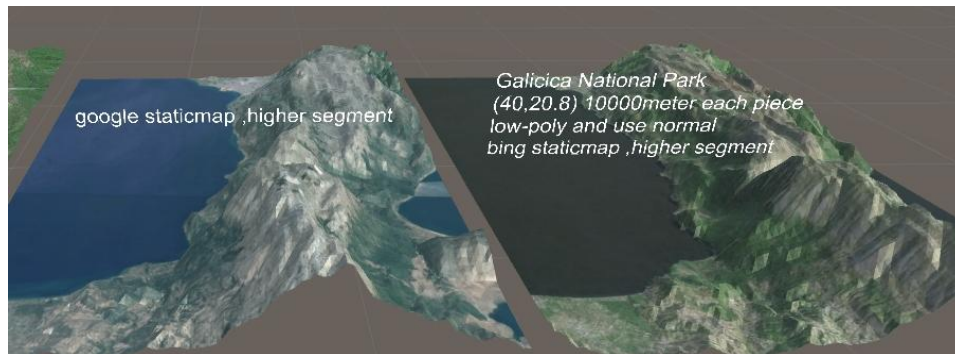 google staticmap ,higher segment
Galicica National Park
(40,20.8) 10000meter each piece
low-poly and use normal
bing staticmap ,higher segment